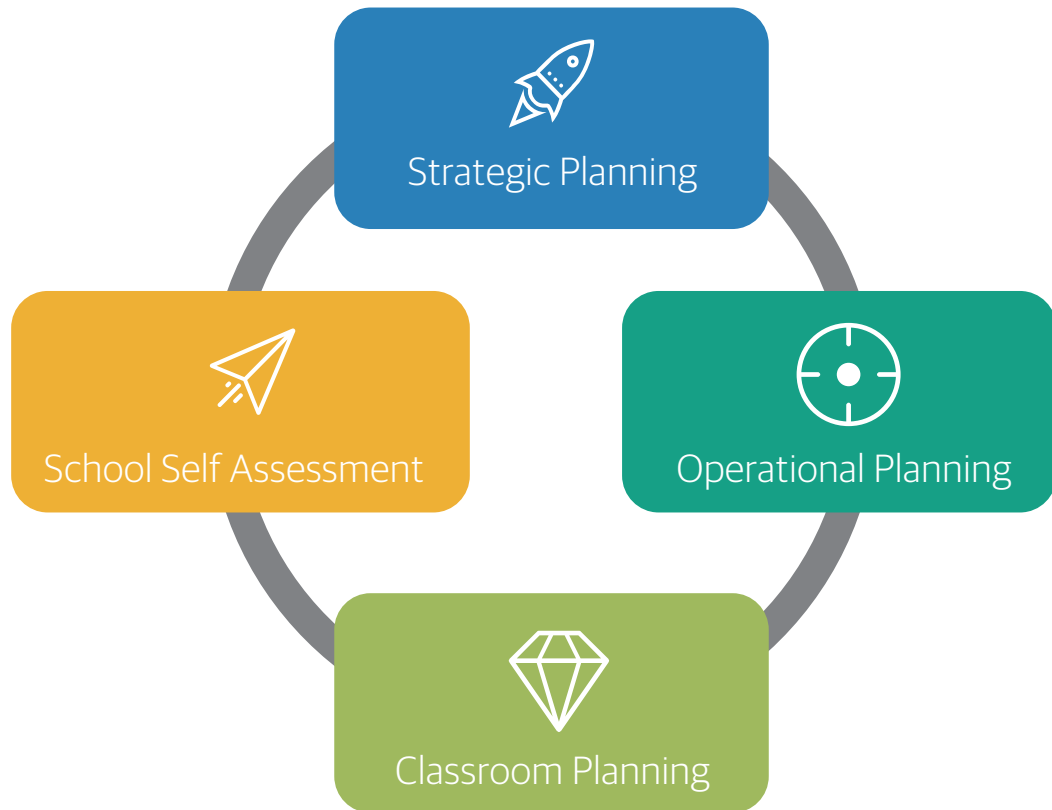 Strategic Planning
School Self Assessment
Operational Planning
Classroom Planning